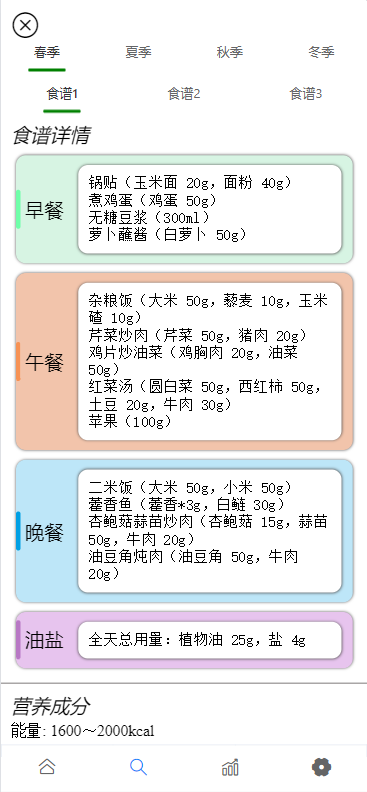 春季 夏季 秋季 冬季
食谱1 食谱2 食谱3
食谱详情
早餐
锅贴（玉米面 20g，面粉 40g）
煮鸡蛋（鸡蛋 50g）
无糖豆浆（300ml）
萝卜蘸酱（白萝卜 50g）
午餐
杂粮饭（大米 50g，藜麦 10g，玉米
碴 10g）
芹菜炒肉（芹菜 50g，猪肉 20g）
鸡片炒油菜（鸡胸肉 20g，油菜
50g）
红菜汤（圆白菜 50g，西红柿 50g，
土豆 20g，牛肉 30g）
苹果（100g）
晚餐
二米饭（大米 50g，小米 50g）
藿香鱼（藿香*3g，白鲢 30g）
杏鲍菇蒜苗炒肉（杏鲍菇 15g，蒜苗
50g，牛肉 20g）
油豆角炖肉（油豆角 50g，牛肉
20g）
油盐
全天总用量：植物油 25g，盐 4g
营养成分
能量: 1600～2000kcal